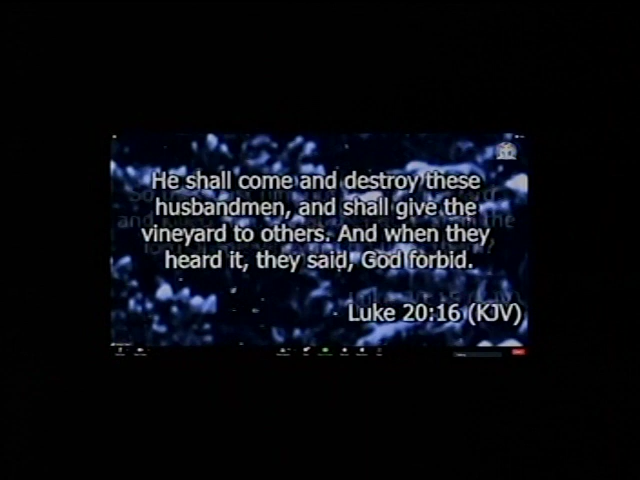 He shall come and destroy these
husbandmen, and shall give the
vineyard to others. And when they
heard it, they said, God forbid.
Luke 20:16 (KJV)